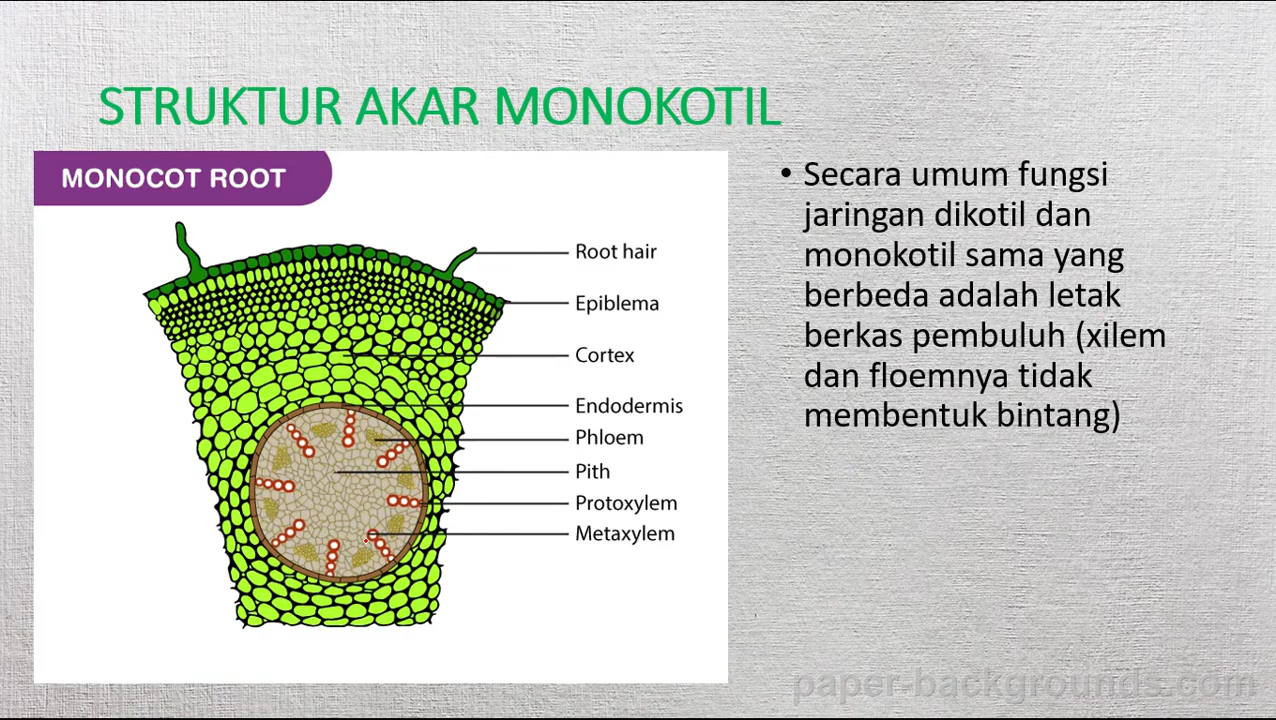 STRUKTUR AKAR MONOKOTIL
MONOCOT ROOT
Root hair
Epiblema
Cortex
Endodermis
Phloem
Pith
Protoxylem
Metaxylem
• Secara umum fungsi
jaringan dikotil dan
monokotil sama yang
berbeda adalah letak
berkas pembuluh (xilem
dan floemnya tidak
membentuk bintang)
paper-backgrounds.com